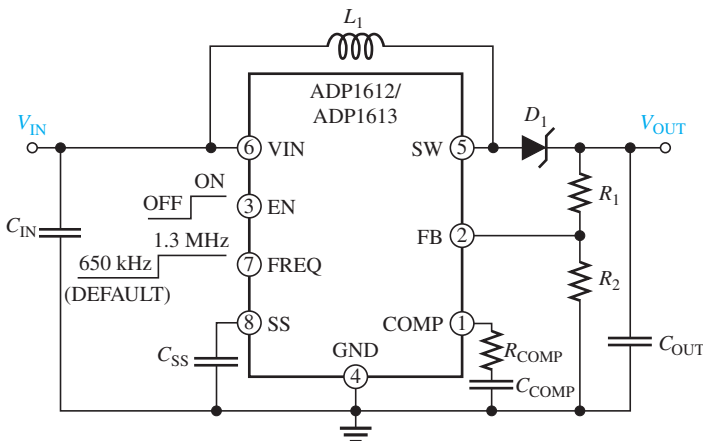 L1
ADP1612/
ADP1613
VIN
D1
VOUT
6 VIN
SW 5
ON
OFF
3 EN
R1
CIN
1.3 MHz
FB 2
650 kHz
7 FREQ
(DEFAULT)
R2
8 SS
COMP 1
CSS
GND
RCOMP
COUT
4
CCOMP